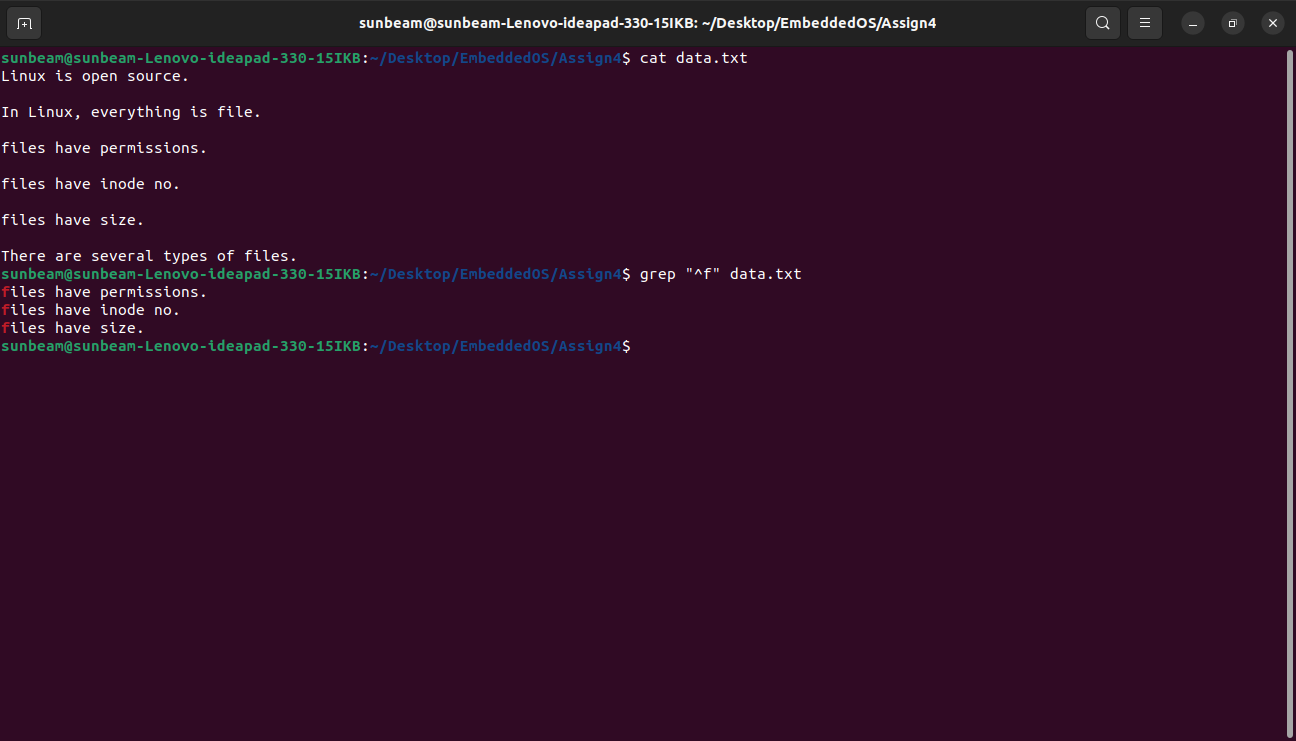 sunbeam@sunbeam-Lenovo-ideapad-330-15IKB: ~/Desktop/EmbeddedOS/Assign4
sunbeam@sunbeam-Lenovo-ideapad-330-15IKB:~/Desktop/EmbeddedOS/Assign4$ cat data.txt
Linux is open source.
In Linux, everything is file.
files have permissions.
files have inode no.
files have size.
There are several types of files.
sunbeam@sunbeam-Lenovo-ideapad-330-15IKB:~/Desktop/EmbeddedOS/Assign4$ grep "^f" data.txt
files have permissions.
files have inode no.
files have size.
sunbeam@sunbeam-Lenovo-ideapad-330-15IKB:~/Desktop/EmbeddedOS/Assign4$